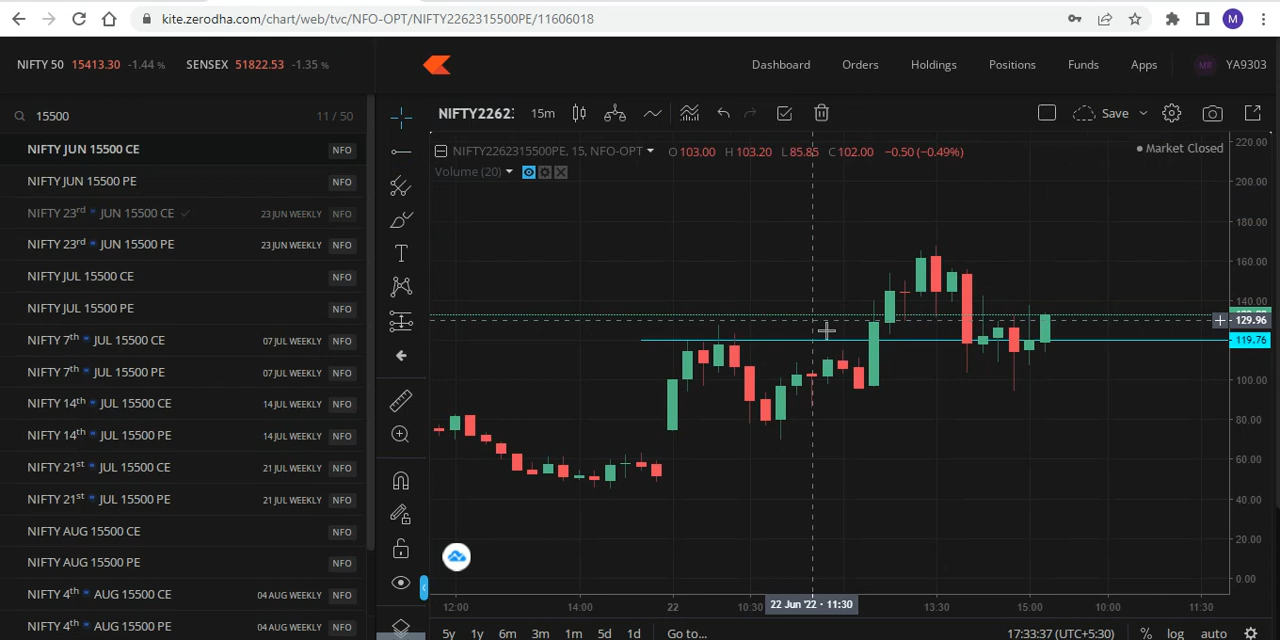 kite.zerodha.com/chart/web/tvc/NFO-OPT/NIFTY2262315500PE/11606018
M
NIFTY 50 15413.30 -1.44 % SENSEX 51822.53 -1.35 %
Dashboard Orders Holdings Positions Funds Apps MR YA9303
15500 11 / 50
NIFTY2262 15m Save
NIFTY JUN 15500 CE NFO
NIFTY JUN 15500 PE NFO
NIFTY 23rd JUN 15500 CE 23 JUN WEEKLY NFO
NIFTY 23rd JUN 15500 PE 23 JUN WEEKLY NFO
NIFTY JUL 15500 CE NFO
NIFTY JUL 15500 PE NFO
NIFTY 7th JUL 15500 CE 07 JUL WEEKLY NFO
NIFTY 7th JUL 15500 PE 07 JUL WEEKLY NFO
NIFTY 14th JUL 15500 CE 14 JUL WEEKLY NFO
NIFTY 14th JUL 15500 PE 14 JUL WEEKLY NFO
NIFTY 21st JUL 15500 CE 21 JUL WEEKLY NFO
NIFTY 21st JUL 15500 PE 21 JUL WEEKLY NFO
NIFTY AUG 15500 CE NFO
NIFTY AUG 15500 PE NFO
NIFTY 4th AUG 15500 CE 04 AUG WEEKLY NFO
NIFTY 4th AUG 15500 PE 04 AUG WEEKLY NFO
NIFTY2262315500PE, 15, NFO-OPT O103.00 H103.20 L85.85 C102.00 −0.50 (−0.49%)
Market Closed
Volume (20)
220.00
200.00
180.00
160.00
140.00
129.96
119.76
100.00
80.00
60.00
40.00
20.00
0.00
12:00 14:00 22 10:30 22 Jun '22 - 11:30 13:30 15:00 10:00 11:30
5y 1y 6m 3m 1m 5d 1d Go to... 17:33:37 (UTC+5:30) % log auto